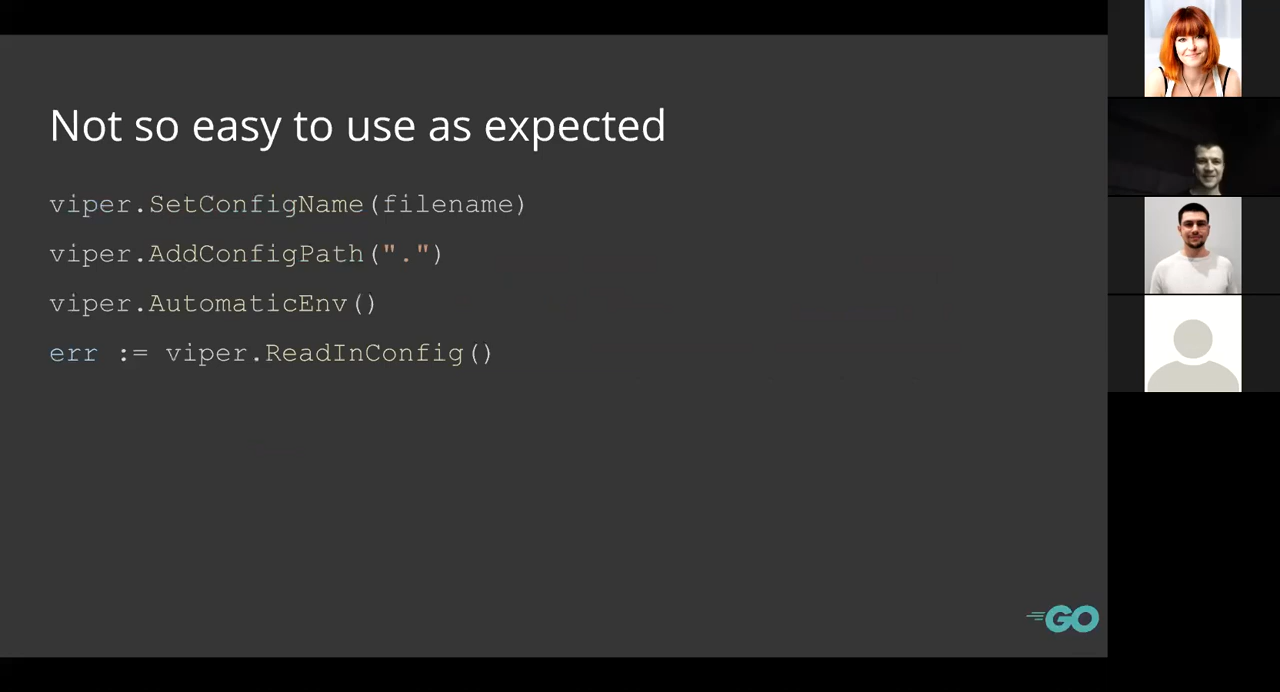 Not so easy to use as expected
viper.SetConfigName(filename)
viper.AddConfigPath(".")
viper.AutomaticEnv()
err := viper.ReadInConfig()
GO